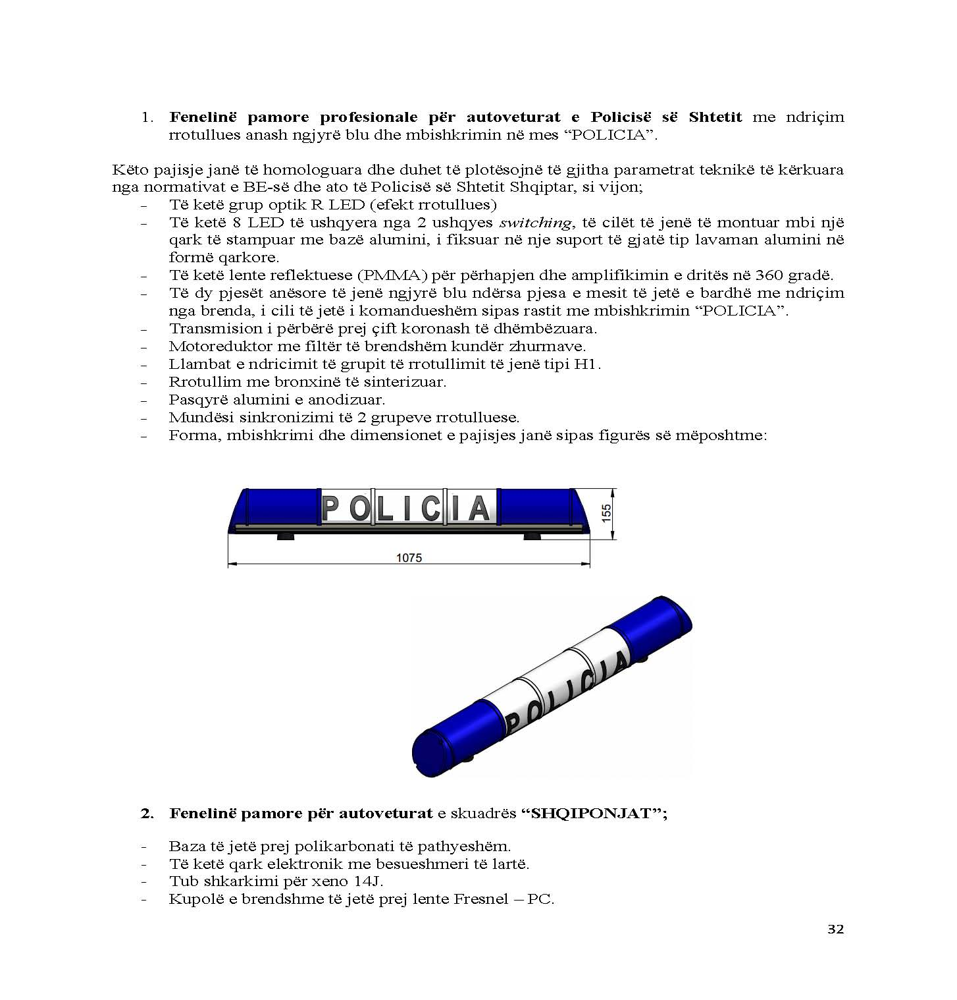 1. Fenelinë pamore profesionale për autoveturat e Policisë së Shtetit me ndriçim
rrotullues anash ngjyrë blu dhe mbishkrimin në mes “POLICIA”.
Këto pajisje janë të homologuara dhe duhet të plotësojnë të gjitha parametrat teknikë të kërkuara
nga normativat e BE-së dhe ato të Policisë së Shtetit Shqiptar, si vijon;
- Të ketë grup optik R LED (efekt rrotullues)
- Të ketë 8 LED të ushqyera nga 2 ushqyes switching, të cilët të jenë të montuar mbi një
qark të stampuar me bazë alumini, i fiksuar në nje suport të gjatë tip lavaman alumini në
formë qarkore.
- Të ketë lente reflektuese (PMMA) për përhapjen dhe amplifikimin e dritës në 360 gradë.
- Të dy pjesët anësore të jenë ngjyrë blu ndërsa pjesa e mesit të jetë e bardhë me ndriçim
nga brenda, i cili të jetë i komandueshëm sipas rastit me mbishkrimin “POLICIA”.
- Transmision i përbërë prej çift koronash të dhëmbëzuara.
- Motoreduktor me filtër të brendshëm kundër zhurmave.
- Llambat e ndricimit të grupit të rrotullimit të jenë tipi H1.
- Rrotullim me bronxinë të sinterizuar.
- Pasqyrë alumini e anodizuar.
- Mundësi sinkronizimi të 2 grupeve rrotulluese.
- Forma, mbishkrimi dhe dimensionet e pajisjes janë sipas figurës së mëposhtme:
POLICIA
155
1075
POLICIA
2. Fenelinë pamore për autoveturat e skuadrës “SHQIPONJAT”;
- Baza të jetë prej polikarbonati të pathyeshëm.
- Të ketë qark elektronik me besueshmeri të lartë.
- Tub shkarkimi për xeno 14J.
- Kupolë e brendshme të jetë prej lente Fresnel – PC.
32